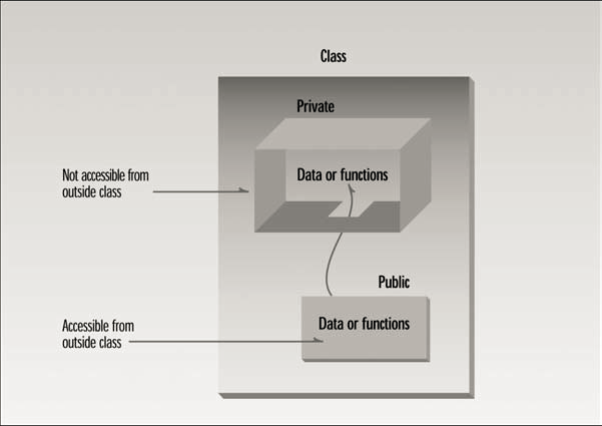 Class
Private
Data or functions
Not accessible from
outside class
Public
Data or functions
Accessible from
outside class